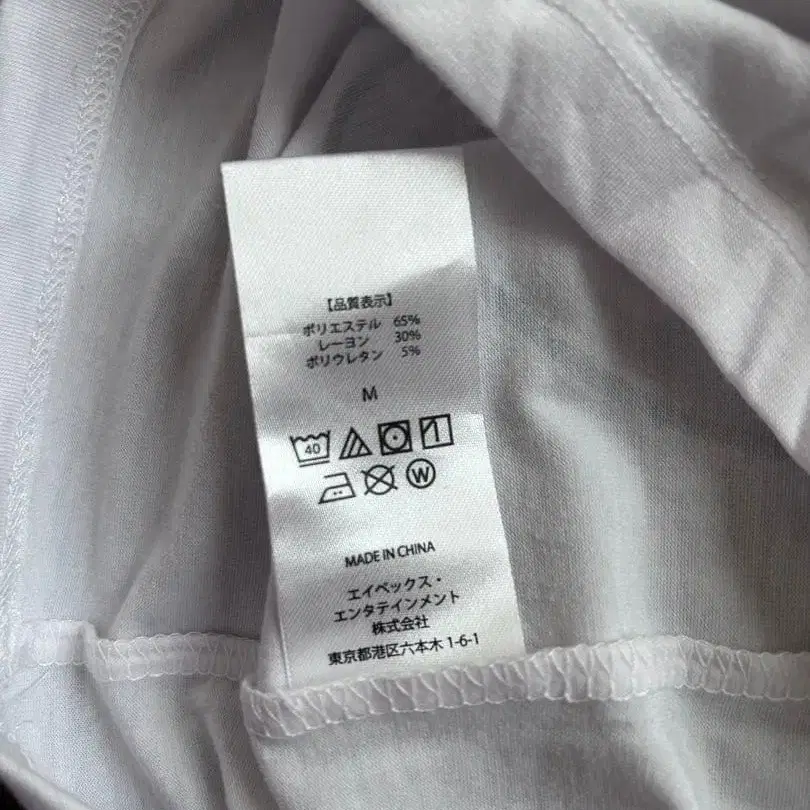 【品質表示】
ポリエステル 65%
レーヨン 30%
ポリウレタン 5%
M
40
W
MADE IN CHINA
エイベックス・
エンタテインメント
株式会社
東京都港区六本木 1-6-1